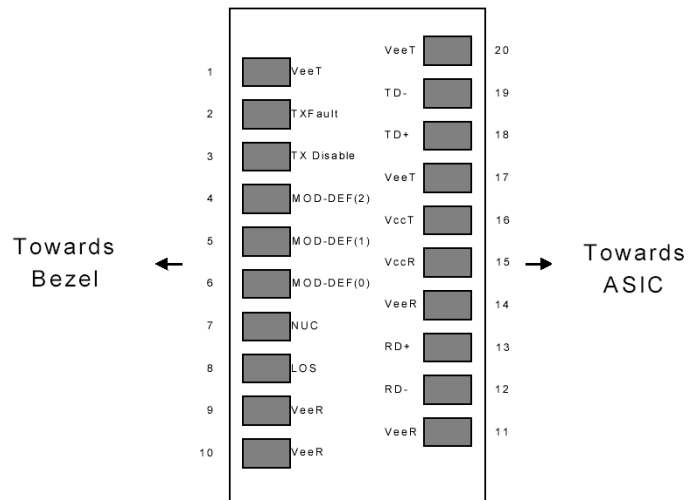 VeeT 20
1 VeeT
TD- 19
2 TXFault
TD+ 18
3 TX Disable
VeeT 17
4 MOD-DEF(2)
VccT 16
5 MOD-DEF(1)
Towards
Bezel
VccR 15
Towards
ASIC
6 MOD-DEF(0)
VeeR 14
7 NUC
RD+ 13
8 LOS
RD- 12
9 VeeR
VeeR 11
10 VeeR